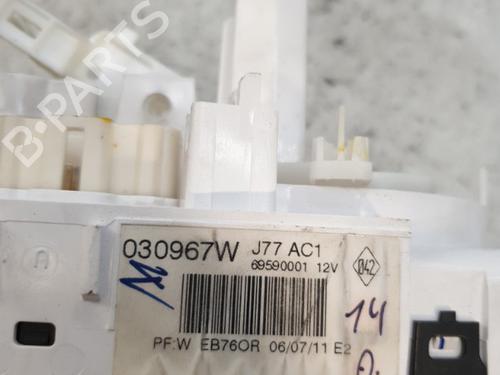 B-PARTS
030967W J77 AC1
69590001 12V
042
14
PF:W EB76OR 06/07/11 E2